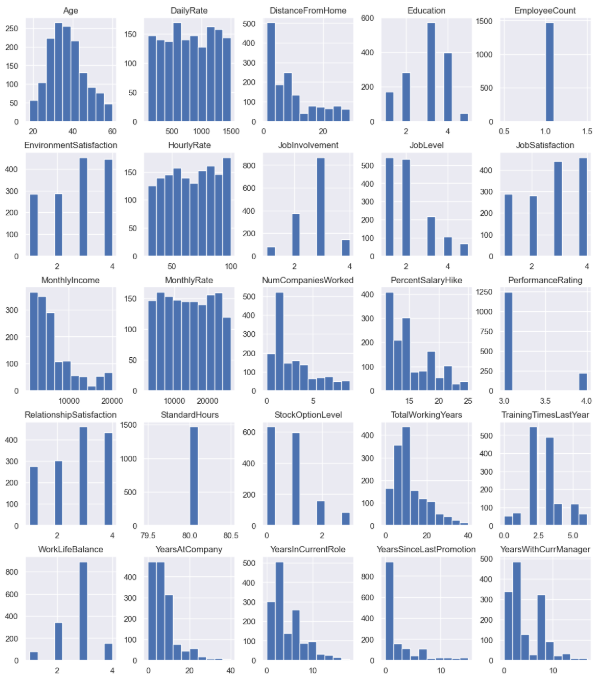 Age DailyRate DistanceFromHome Education EmployeeCount
250 200 150 100 50 0
20 40 60
150 100 50 0
500 1000 1500
500 400 300 200 100 0
0 10 20
600 400 200 0
2 4
1500 1000 500 0
0.5 1.0 1.5
EnvironmentSatisfaction HourlyRate JobInvolvement JobLevel JobSatisfaction
400 300 200 100 0
2 4
150 100 50 0
50 100
800 600 400 200 0
2 4
500 400 300 200 100 0
2 4
400 300 200 100 0
2 4
MonthlyIncome MonthlyRate NumCompaniesWorked PercentSalaryHike PerformanceRating
300 200 100 0
10000 20000
150 100 50 0
10000 20000
500 400 300 200 100 0
0 5
400 300 200 100 0
15 20 25
1250 1000 750 500 250 0
3.0 3.5 4.0
RelationshipSatisfaction StandardHours StockOptionLevel TotalWorkingYears TrainingTimesLastYear
400 300 200 100 0
2 4
1500 1000 500 0
79.5 80.0 80.5
600 400 200 0
0 1 2 3
400 300 200 100 0
0 20 40
500 400 300 200 100 0
0.0 2.5 5.0
WorkLifeBalance YearsAtCompany YearsInCurrentRole YearsSinceLastPromotion YearsWithCurrManager
800 600 400 200 0
2 4
400 300 200 100 0
0 20 40
500 400 300 200 100 0
0 10
800 600 400 200 0
0 10
500 400 300 200 100 0
0 10